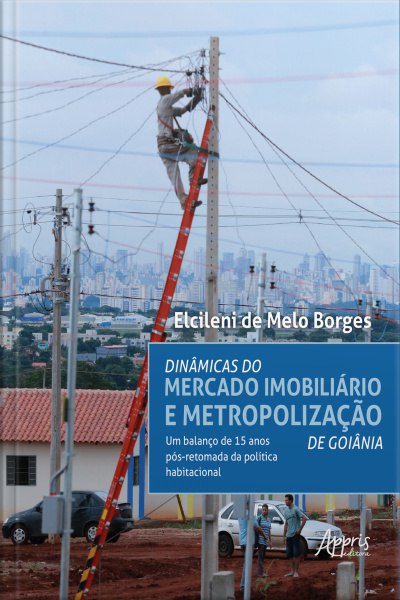 Elcileni de Melo Borges
DINÂMICAS DO
MERCADO IMOBILIÁRIO
E METROPOLIZAÇÃO
DE GOIÂNIA
Um balanço de 15 anos
pós-retomada da política
habitacional
Appris
editora